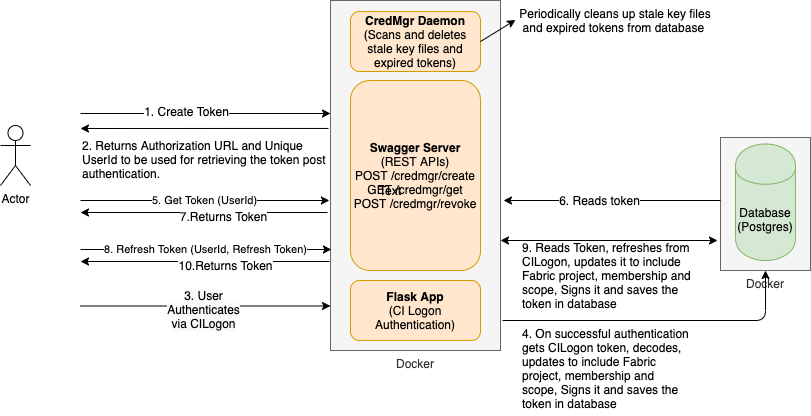 CredMgr Daemon
(Scans and deletes
stale key files and
expired tokens)
Periodically cleans up stale key files
and expired tokens from database
1. Create Token
2. Returns Authorization URL and Unique
UserId to be used for retrieving the token post
authentication.
Actor
5. Get Token (UserId)
7.Returns Token
8. Refresh Token (UserId, Refresh Token)
10.Returns Token
3. User
Authenticates
via CILogon
Swagger Server
(REST APIs)
POST /credmgr/create
GET /credmgr/get
Text
POST /credmgr/revoke
Flask App
(CI Logon
Authentication)
Docker
6. Reads token
9. Reads Token, refreshes from
CILogon, updates it to include
Fabric project, membership and
scope, Signs it and saves the
token in database
4. On successful authentication
gets CILogon token, decodes,
updates to include Fabric
project, membership and
scope, Signs it and saves the
token in database
Database
(Postgres)
Docker